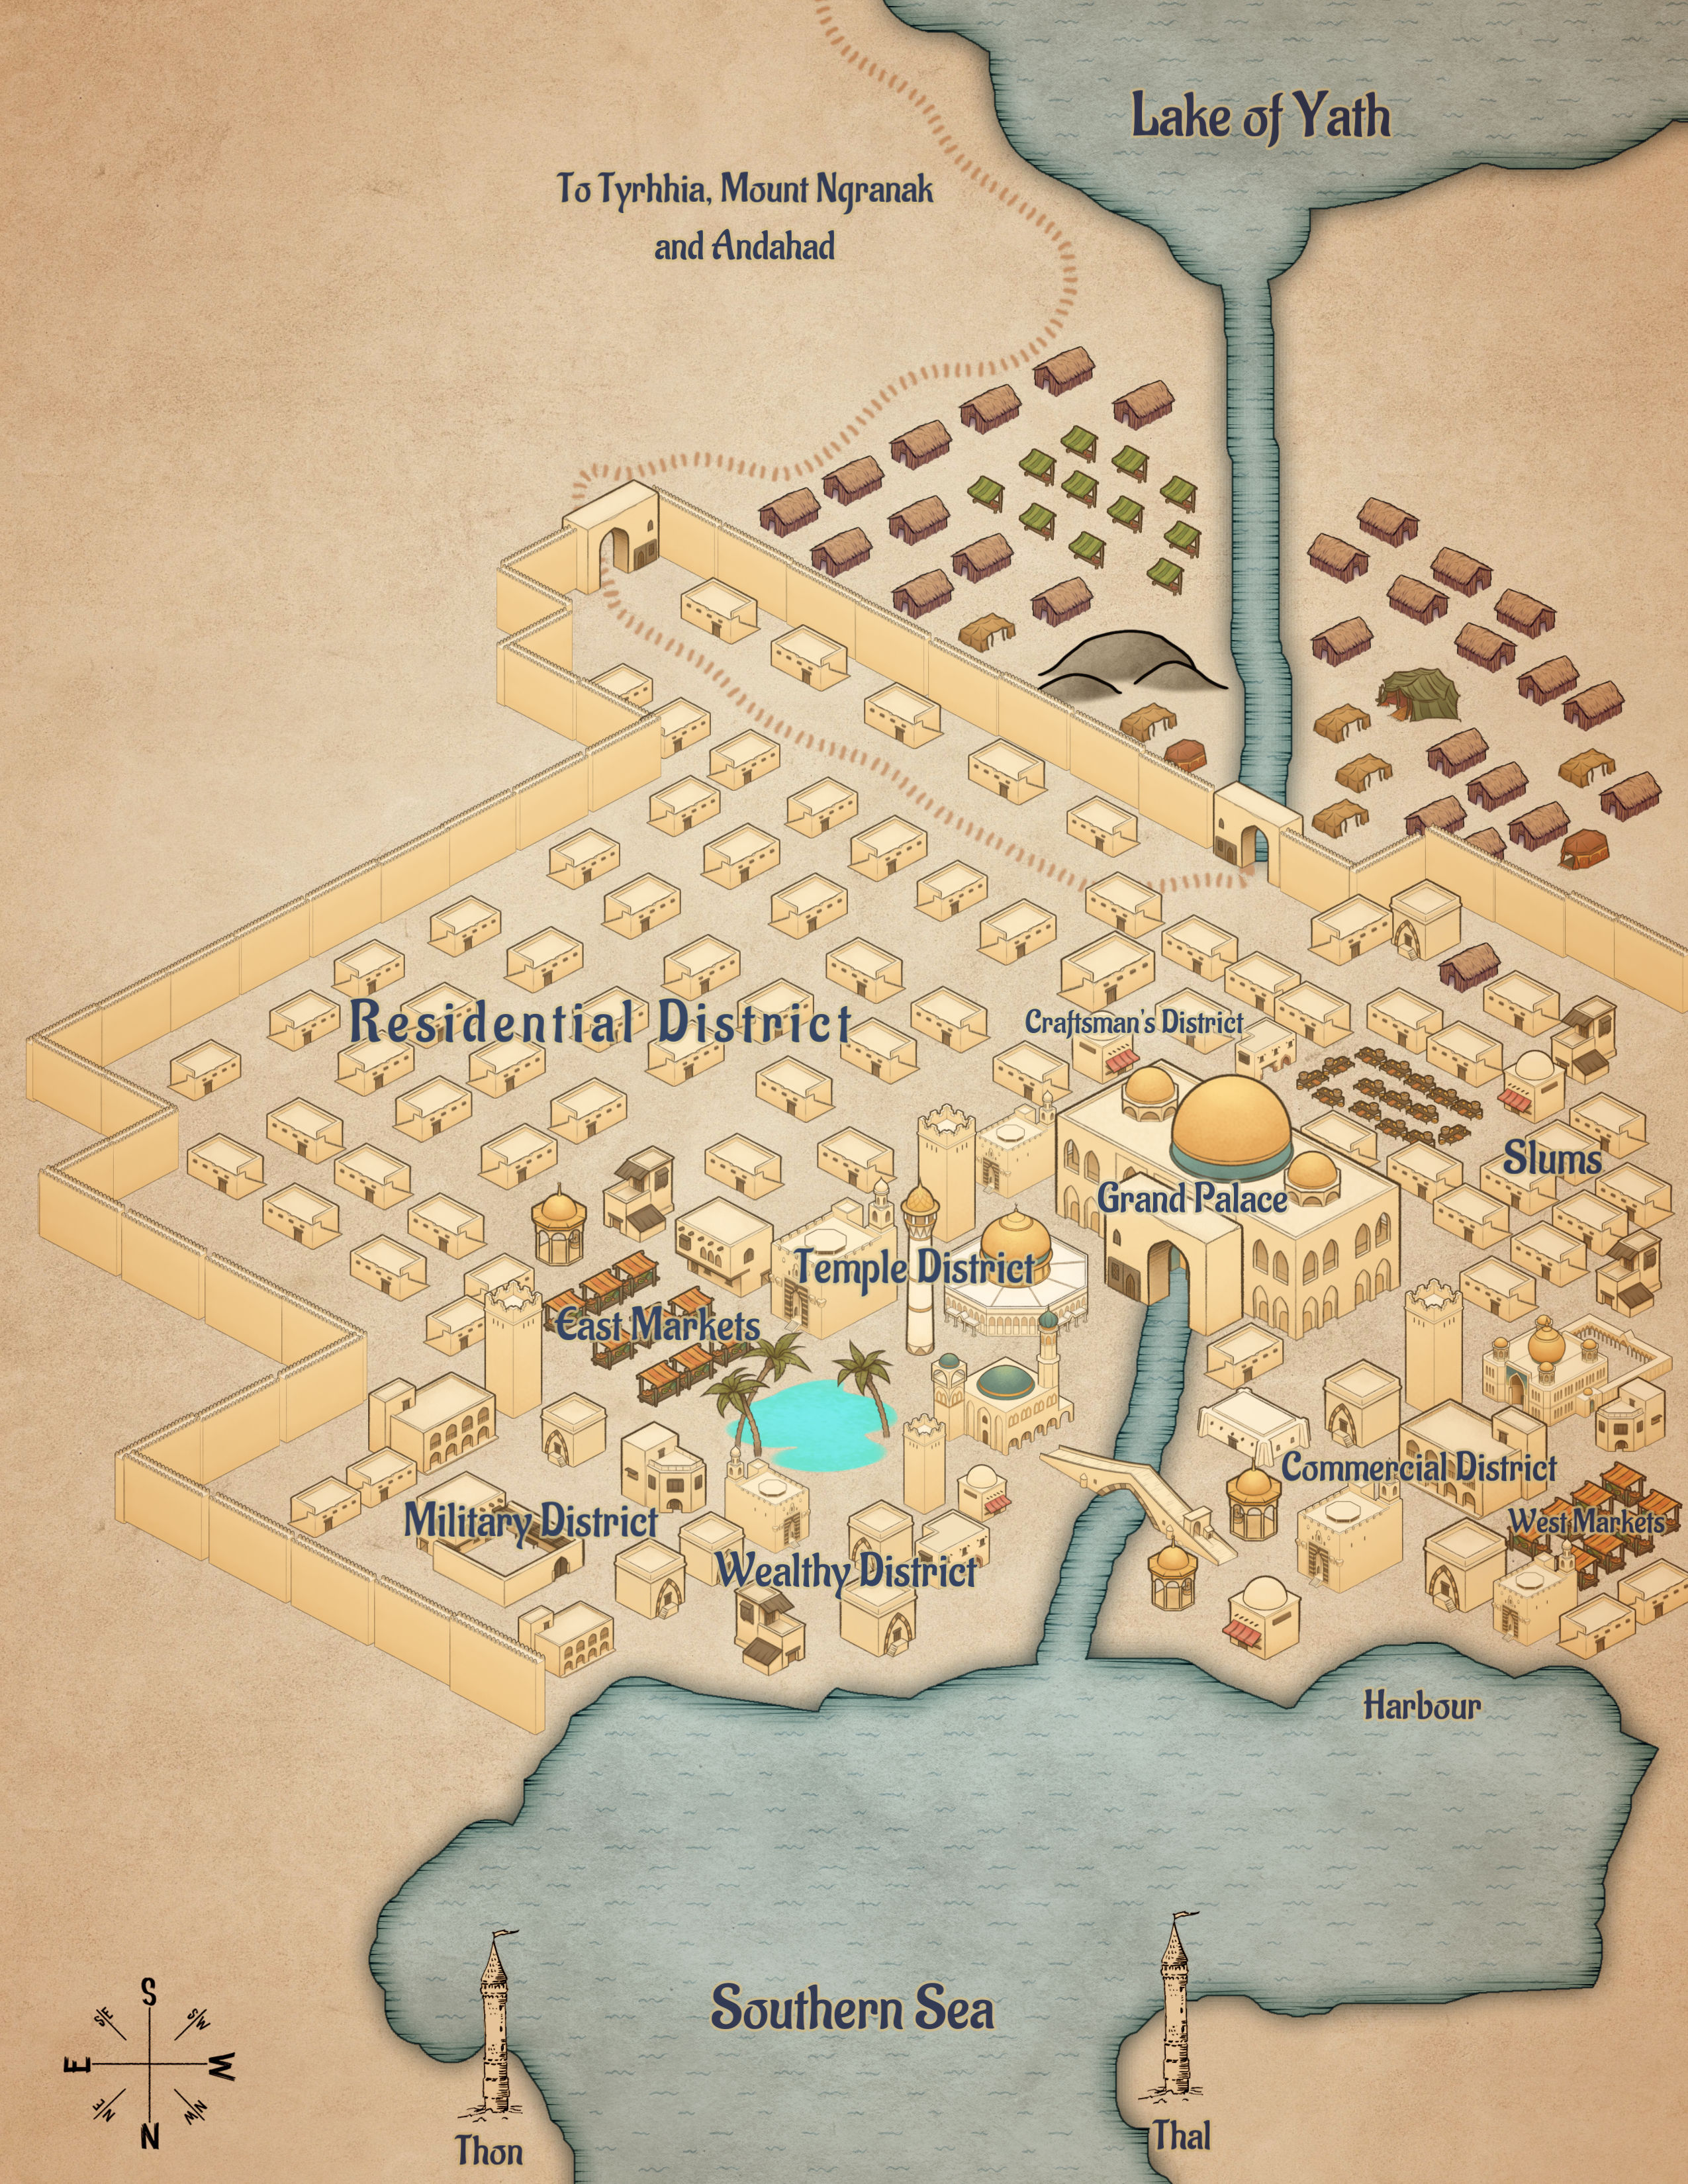 Lake of Yath
To Tyrhhia, Mount Ngranak
and Andahad
Residential District
Craftsman's District
Slums
Grand Palace
Temple District
East Markets
Commercial District
Military District
West Markets
Wealthy District
Harbour
Southern Sea
S
S/E
S/W
E
W
N/E
N/W
N
Thon
Thal